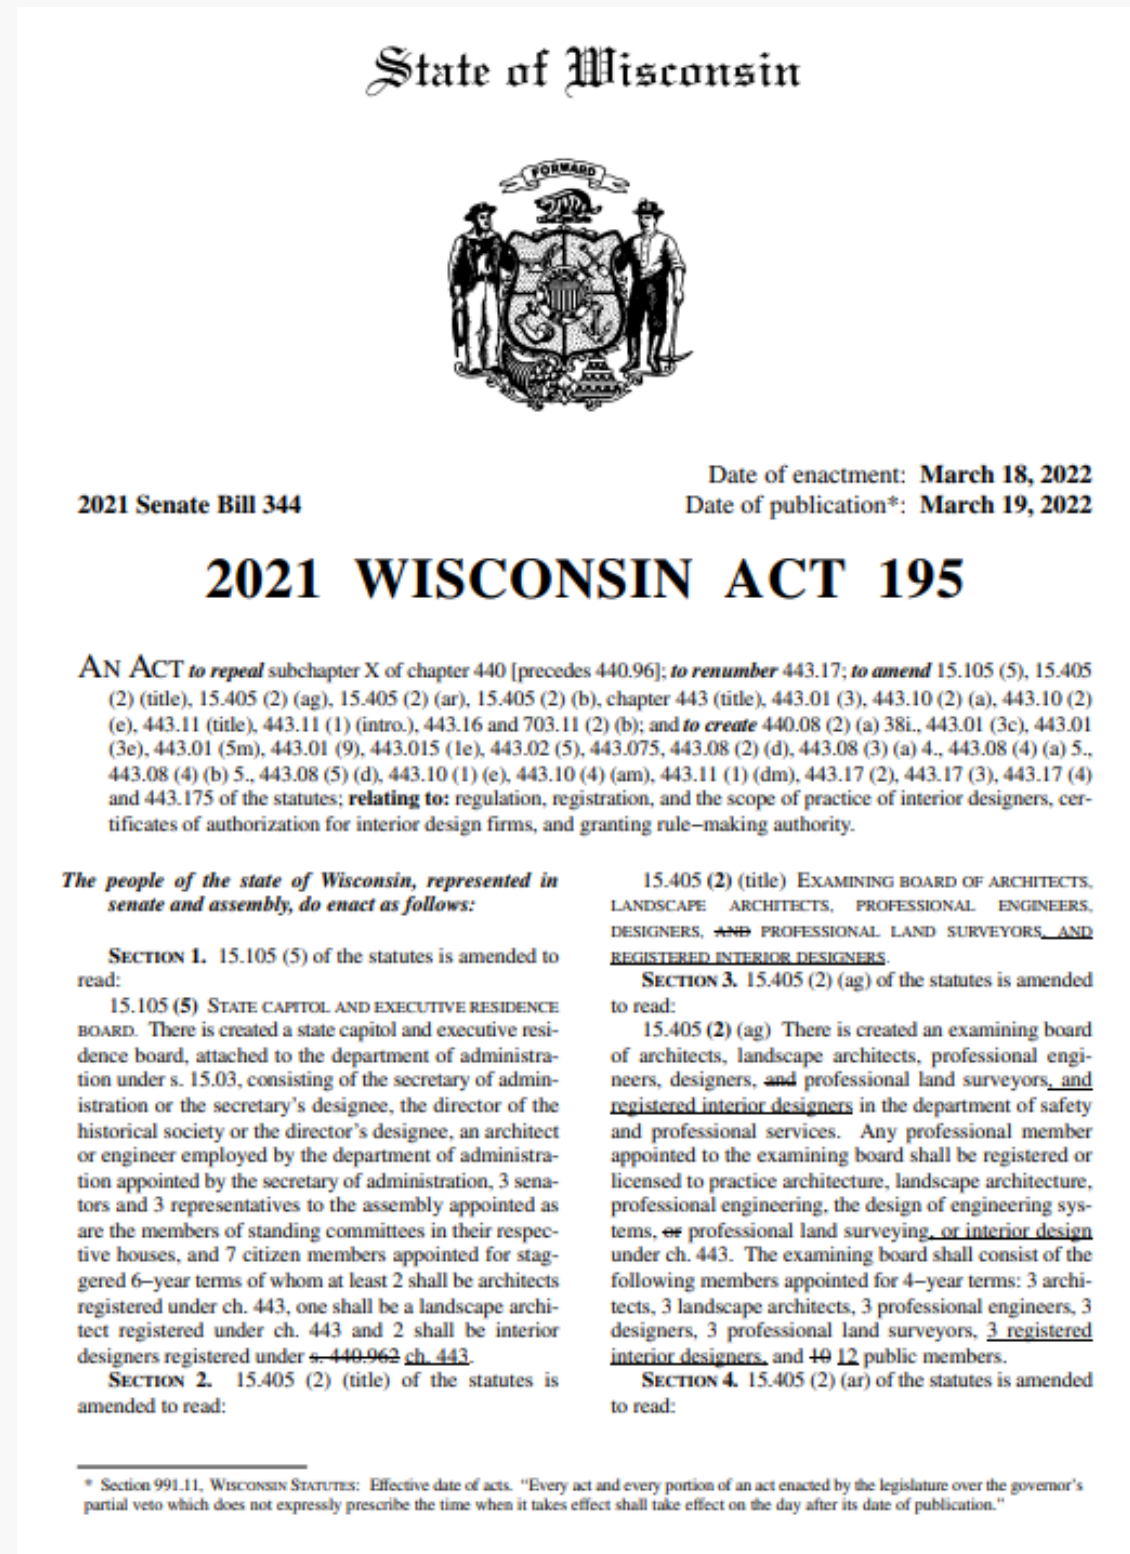 State of Wisconsin
FORWARD
Date of enactment: March 18, 2022
2021 Senate Bill 344
Date of publication*: March 19, 2022
2021 WISCONSIN ACT 195
AN ACT to repeal subchapter X of chapter 440 [precedes 440.96]; to renumber 443.17; to amend 15.105 (5), 15.405
(2) (title), 15.405 (2) (ag), 15.405 (2) (ar), 15.405 (2) (b), chapter 443 (title), 443.01 (3), 443.10 (2) (a), 443.10 (2)
(e), 443.11 (title), 443.11 (1) (intro.), 443.16 and 703.11 (2) (b); and to create 440.08 (2) (a) 38i., 443.01 (3c), 443.01
(3e), 443.01 (5m), 443.01 (9), 443.015 (1e), 443.02 (5), 443.075, 443.08 (2) (d), 443.08 (3) (a) 4., 443.08 (4) (a) 5.,
443.08 (4) (b) 5., 443.08 (5) (d), 443.10 (1) (e), 443.10 (4) (am), 443.11 (1) (dm), 443.17 (2), 443.17 (3), 443.17 (4)
and 443.175 of the statutes; relating to: regulation, registration, and the scope of practice of interior designers, cer-
tificates of authorization for interior design firms, and granting rule-making authority.
The people of the state of Wisconsin, represented in
senate and assembly, do enact as follows:
SECTION 1. 15.105 (5) of the statutes is amended to
read:
15.105 (5) STATE CAPITOL AND EXECUTIVE RESIDENCE
BOARD. There is created a state capitol and executive resi-
dence board, attached to the department of administra-
tion under s. 15.03, consisting of the secretary of admin-
istration or the secretary's designee, the director of the
historical society or the director's designee, an architect
or engineer employed by the department of administra-
tion appointed by the secretary of administration, 3 sena-
tors and 3 representatives to the assembly appointed as
are the members of standing committees in their respec-
tive houses, and 7 citizen members appointed for stag-
gered 6-year terms of whom at least 2 shall be architects
registered under ch. 443, one shall be a landscape archi-
tect registered under ch. 443 and 2 shall be interior
designers registered under s. 440.962 ch. 443.
SECTION 2. 15.405 (2) (title) of the statutes is
amended to read:
15.405 (2) (title) EXAMINING BOARD OF ARCHITECTS,
LANDSCAPE ARCHITECTS, PROFESSIONAL ENGINEERS,
DESIGNERS, AND PROFESSIONAL LAND SURVEYORS, AND
REGISTERED INTERIOR DESIGNERS.
SECTION 3. 15.405 (2) (ag) of the statutes is amended
to read:
15.405 (2) (ag) There is created an examining board
of architects, landscape architects, professional engi-
neers, designers, and professional land surveyors, and
registered interior designers in the department of safety
and professional services. Any professional member
appointed to the examining board shall be registered or
licensed to practice architecture, landscape architecture,
professional engineering, the design of engineering sys-
tems, or professional land surveying, or interior design
under ch. 443. The examining board shall consist of the
following members appointed for 4-year terms: 3 archi-
tects, 3 landscape architects, 3 professional engineers, 3
designers, 3 professional land surveyors, 3 registered
interior designers, and 10 12 public members.
SECTION 4. 15.405 (2) (ar) of the statutes is amended
to read:
* Section 991.11, WISCONSIN STATUTES: Effective date of acts. "Every act and every portion of an act enacted by the legislature over the governor's
partial veto which does not expressly prescribe the time when it takes effect shall take effect on the day after its date of publication."